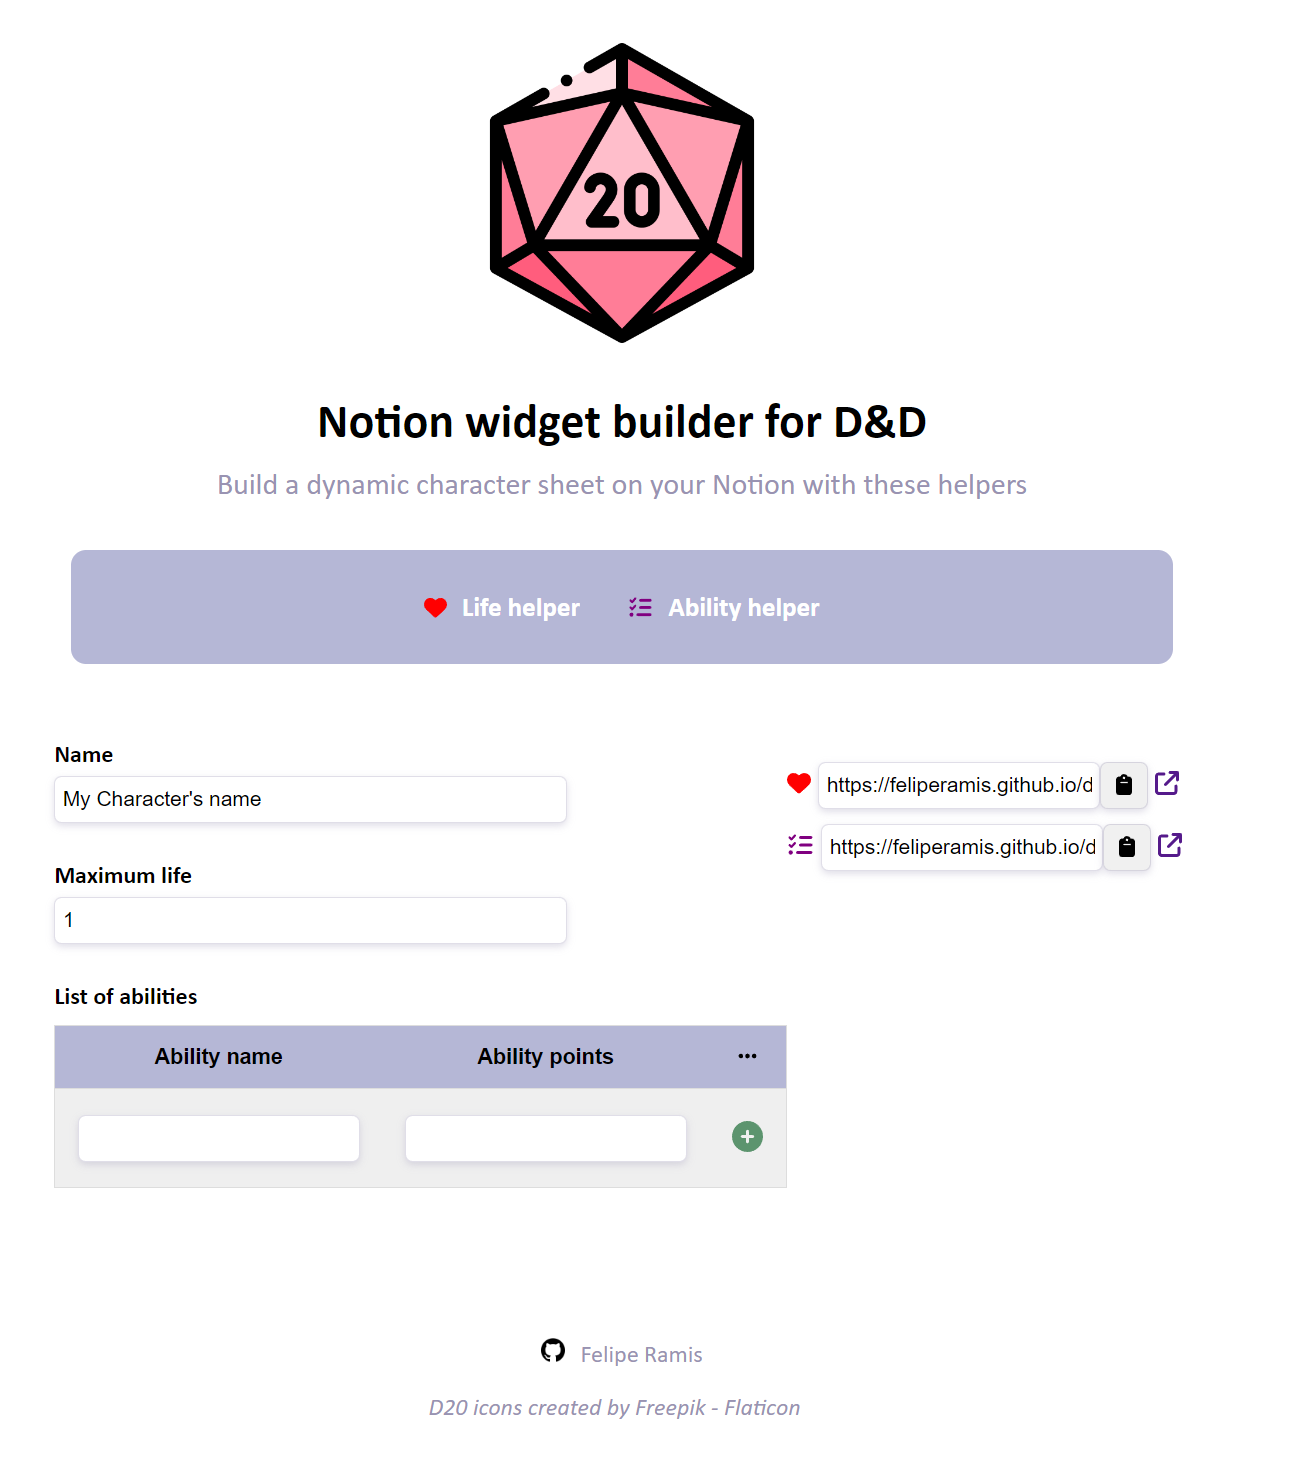 20
Notion widget builder for D&D
Build a dynamic character sheet on your Notion with these helpers
Life helper Ability helper
Name
My Character's name
Maximum life
1
List of abilities
Ability name Ability points ...
https://feliperamis.github.io/d
https://feliperamis.github.io/d
Felipe Ramis
D20 icons created by Freepik - Flaticon